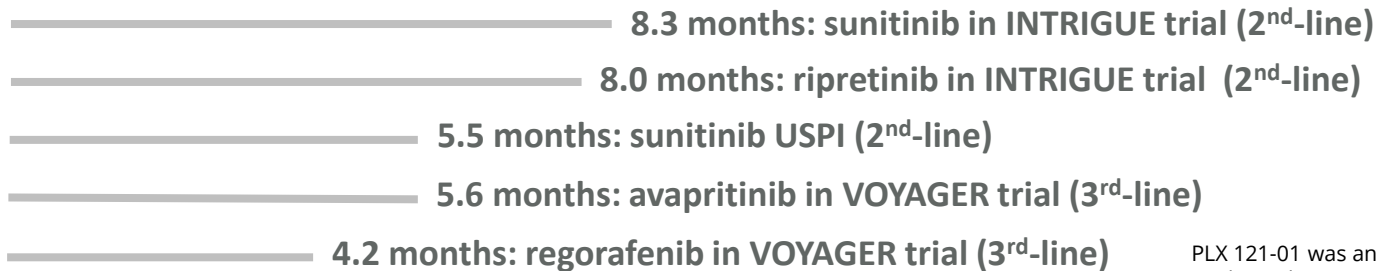 8.3 months: sunitinib in INTRIGUE trial (2nd-line)
8.0 months: ripretinib in INTRIGUE trial (2nd-line)
5.5 months: sunitinib USPI (2nd-line)
5.6 months: avapritinib in VOYAGER trial (3rd-line)
4.2 months: regorafenib in VOYAGER trial (3rd-line)
PLX 121-01 was an